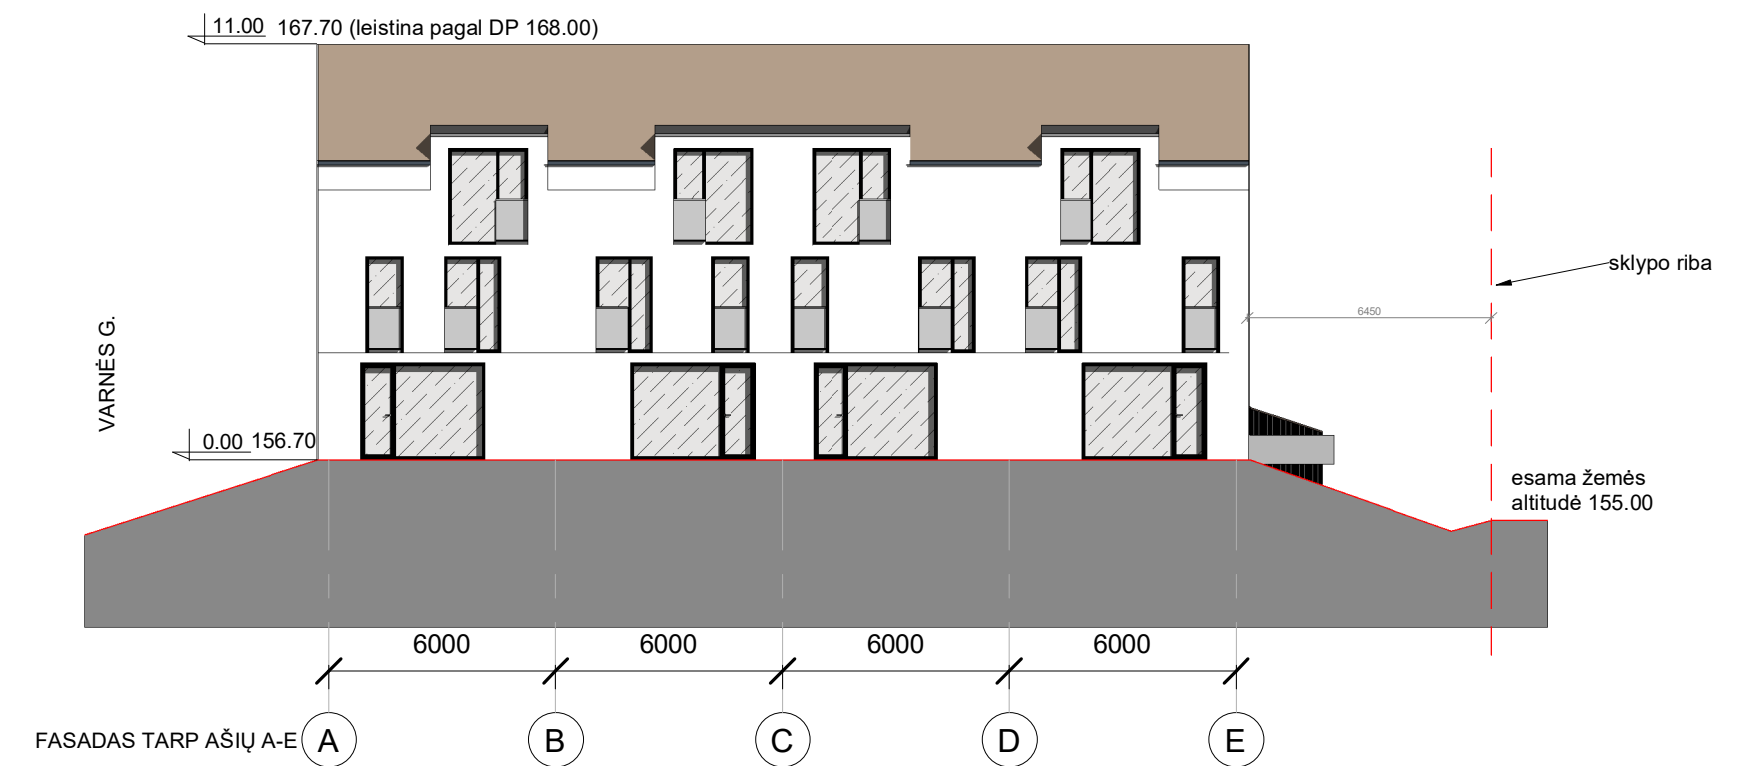 11.00 167.70 (leistina pagal DP 168.00)
sklypo riba
6450
VARNĖS G.
0.00 156.70
esama žemės
altitudė 155.00
6000 6000 6000 6000
FASADAS TARP AŠIŲ A-E
A B C D E